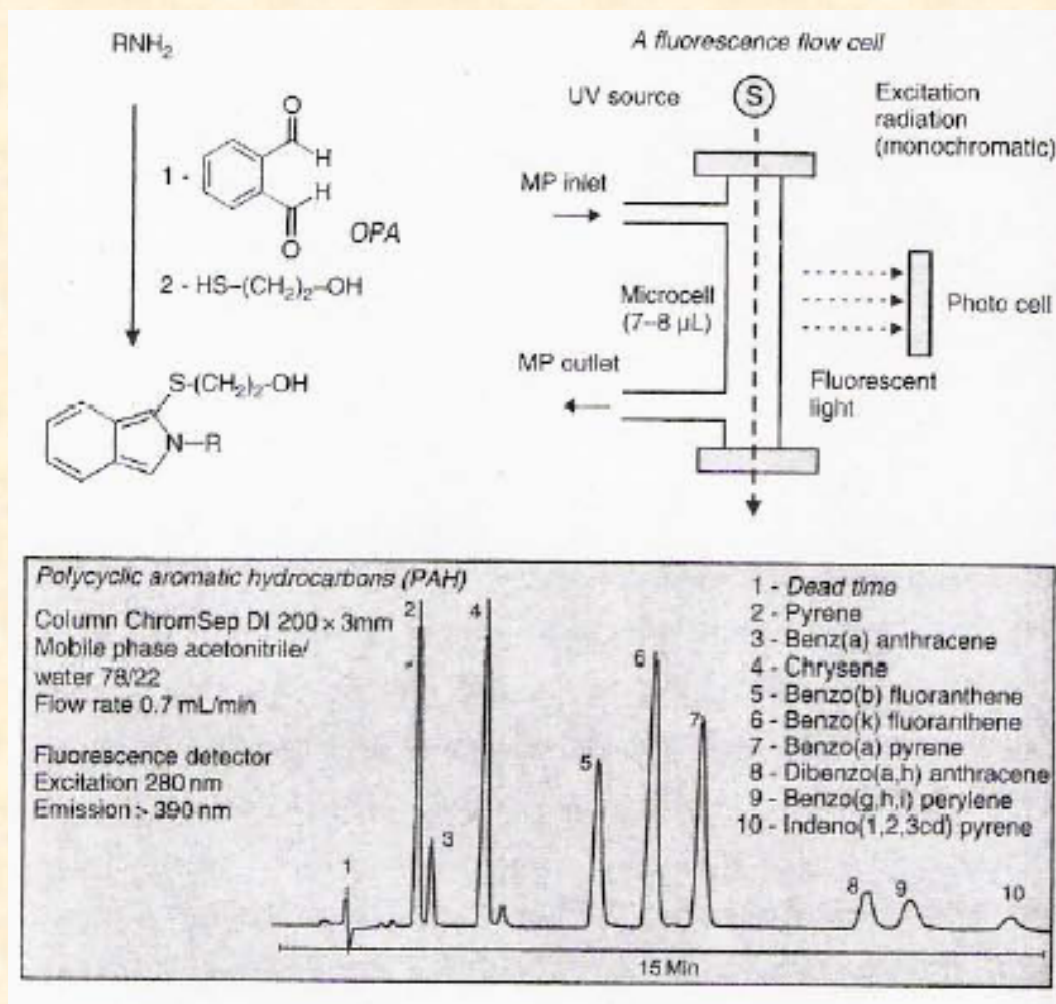 RNH₂
1 -
O
H
H
O
OPA
2 - HS–(CH₂)₂–OH
S-(CH₂)₂-OH
N–R
A fluorescence flow cell
UV source
S
Excitation
radiation
(monochromatic)
MP inlet
Microcell
(7–8 µL)
Photo cell
MP outlet
Fluorescent
light
Polycyclic aromatic hydrocarbons (PAH)
Column ChromSep DI 200 × 3mm
Mobile phase acetonitrile/
water 78/22
Flow rate 0.7 mL/min
Fluorescence detector
Excitation 280 nm
Emission :- 390 nm
1
2
3
4
5
6
7
8
9
10
15 Min
1 - Dead time
2 - Pyrene
3 - Benz(a) anthracene
4 - Chrysene
5 - Benzo(b) fluoranthene
6 - Benzo(k) fluoranthene
7 - Benzo(a) pyrene
8 - Dibenzo(a,h) anthracene
9 - Benzo(g,h,i) perylene
10 - Indeno(1,2,3cd) pyrene